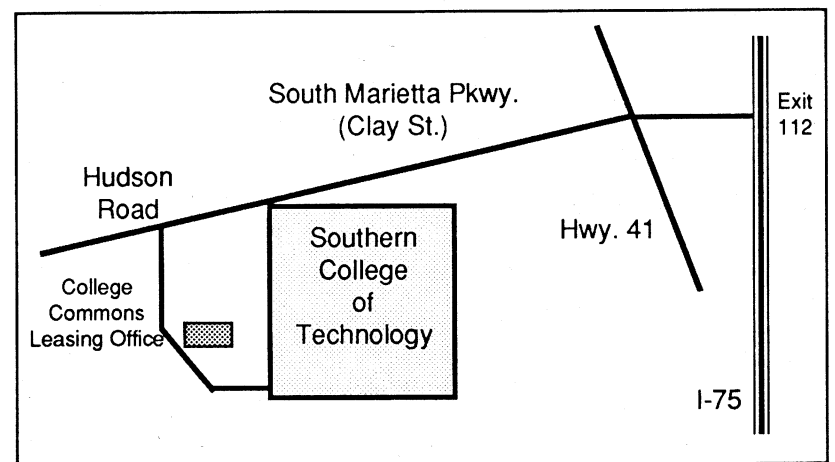 South Marietta Pkwy.
(Clay St.)
Exit
112
Hudson
Road
Hwy. 41
Southern
College
of
Technology
College
Commons
Leasing Office
I-75